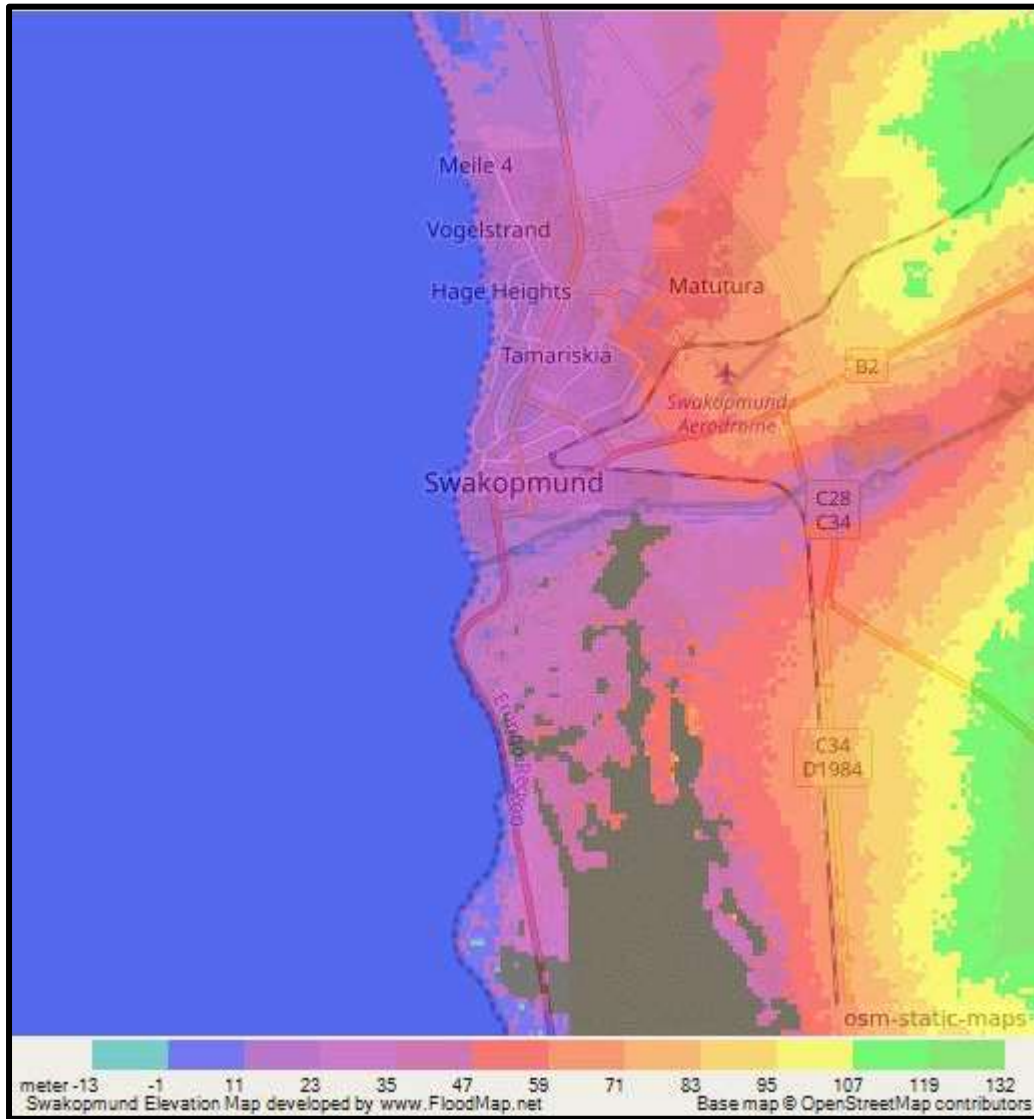 Meile 4
Vogelstrand
Hage Heights
Matutura
Tamariskia
B2
Swakopmund
Aerodrome
Swakopmund
C28
C34
C34
D1984
osm-static-maps
meter -13 -1 11 23 35 47 59 71 83 95 107 119 132
Swakopmund Elevation Map developed by www.FloodMap.net Base map © OpenStreetMap contributors